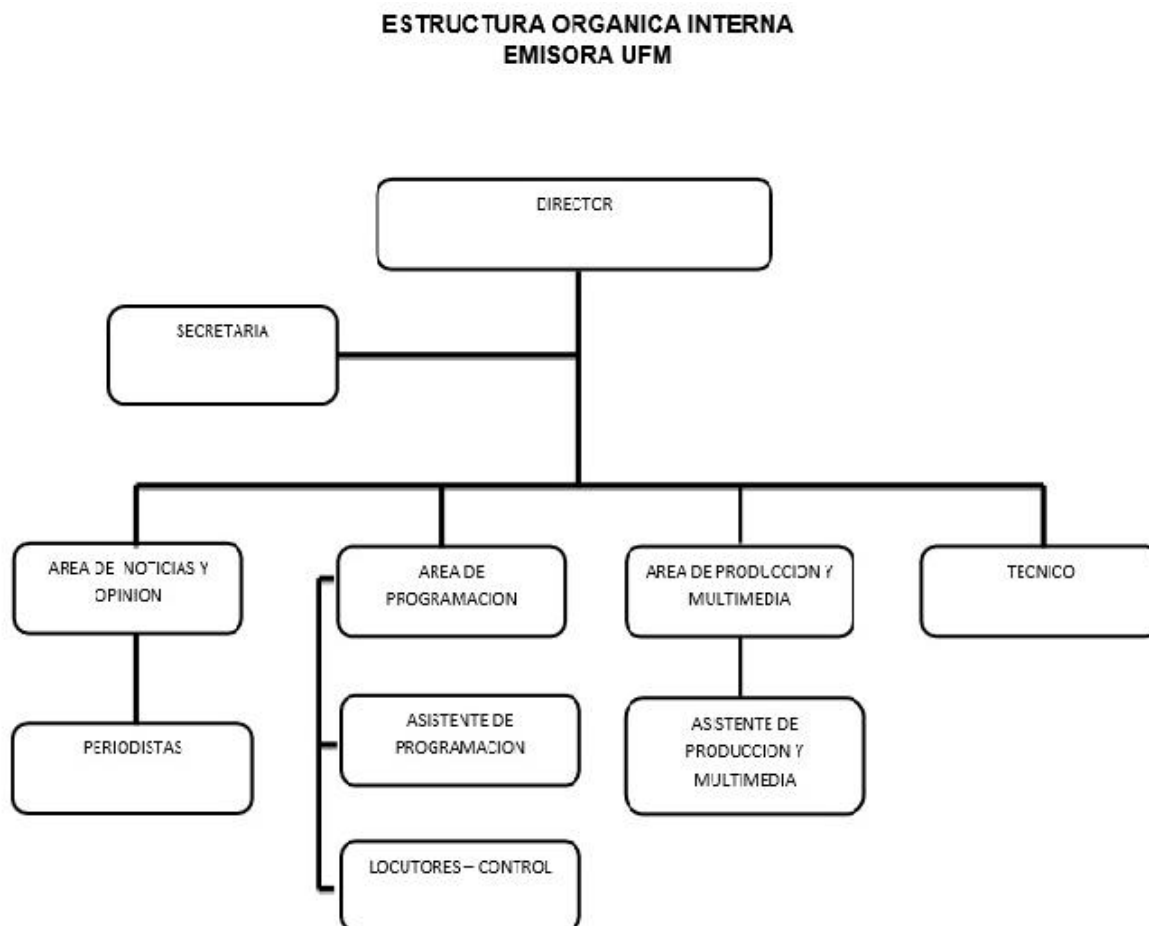 ESTRUCTURA ORGANICA INTERNA
EMISORA UFM
DIRECTOR
SECRETARIA
AREA DE NOTICIAS Y
OPINION
AREA DE
PROGRAMACION
AREA DE PRODUCCION Y
MULTIMEDIA
TECNICO
PERIODISTAS
ASISTENTE DE
PROGRAMACION
ASISTENTE DE
PRODUCCION Y
MULTIMEDIA
LOCUTORES – CONTROL